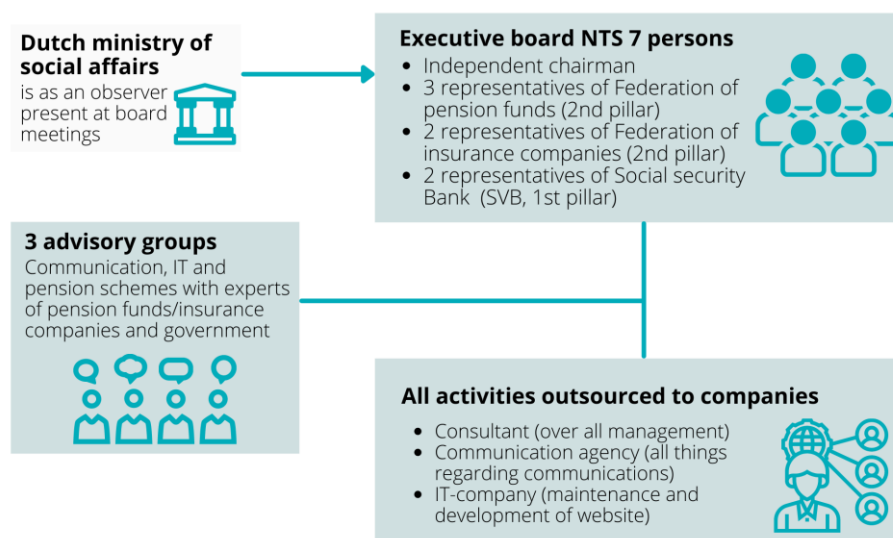 Dutch ministry of
social affairs
is as an observer
present at board
meetings
Executive board NTS 7 persons
• Independent chairman
• 3 representatives of Federation of
pension funds (2nd pillar)
• 2 representatives of Federation of
insurance companies (2nd pillar)
• 2 representatives of Social security
Bank (SVB, 1st pillar)
3 advisory groups
Communication, IT and
pension schemes with experts
of pension funds/insurance
companies and government
All activities outsourced to companies
• Consultant (over all management)
• Communication agency (all things
regarding communications)
• IT-company (maintenance and
development of website)